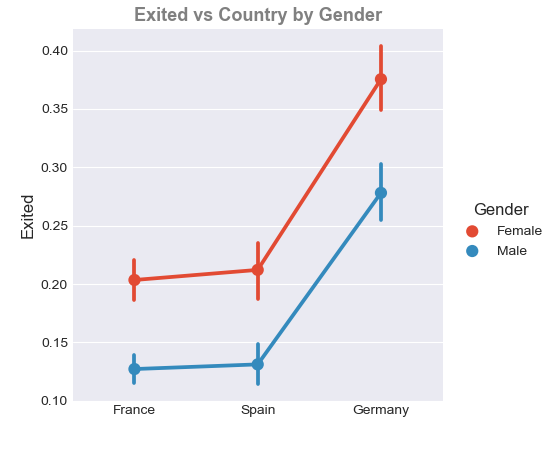 Exited vs Country by Gender
Exited
0.40
0.35
0.30
0.25
0.20
0.15
0.10
France
Spain
Germany
Gender
Female
Male